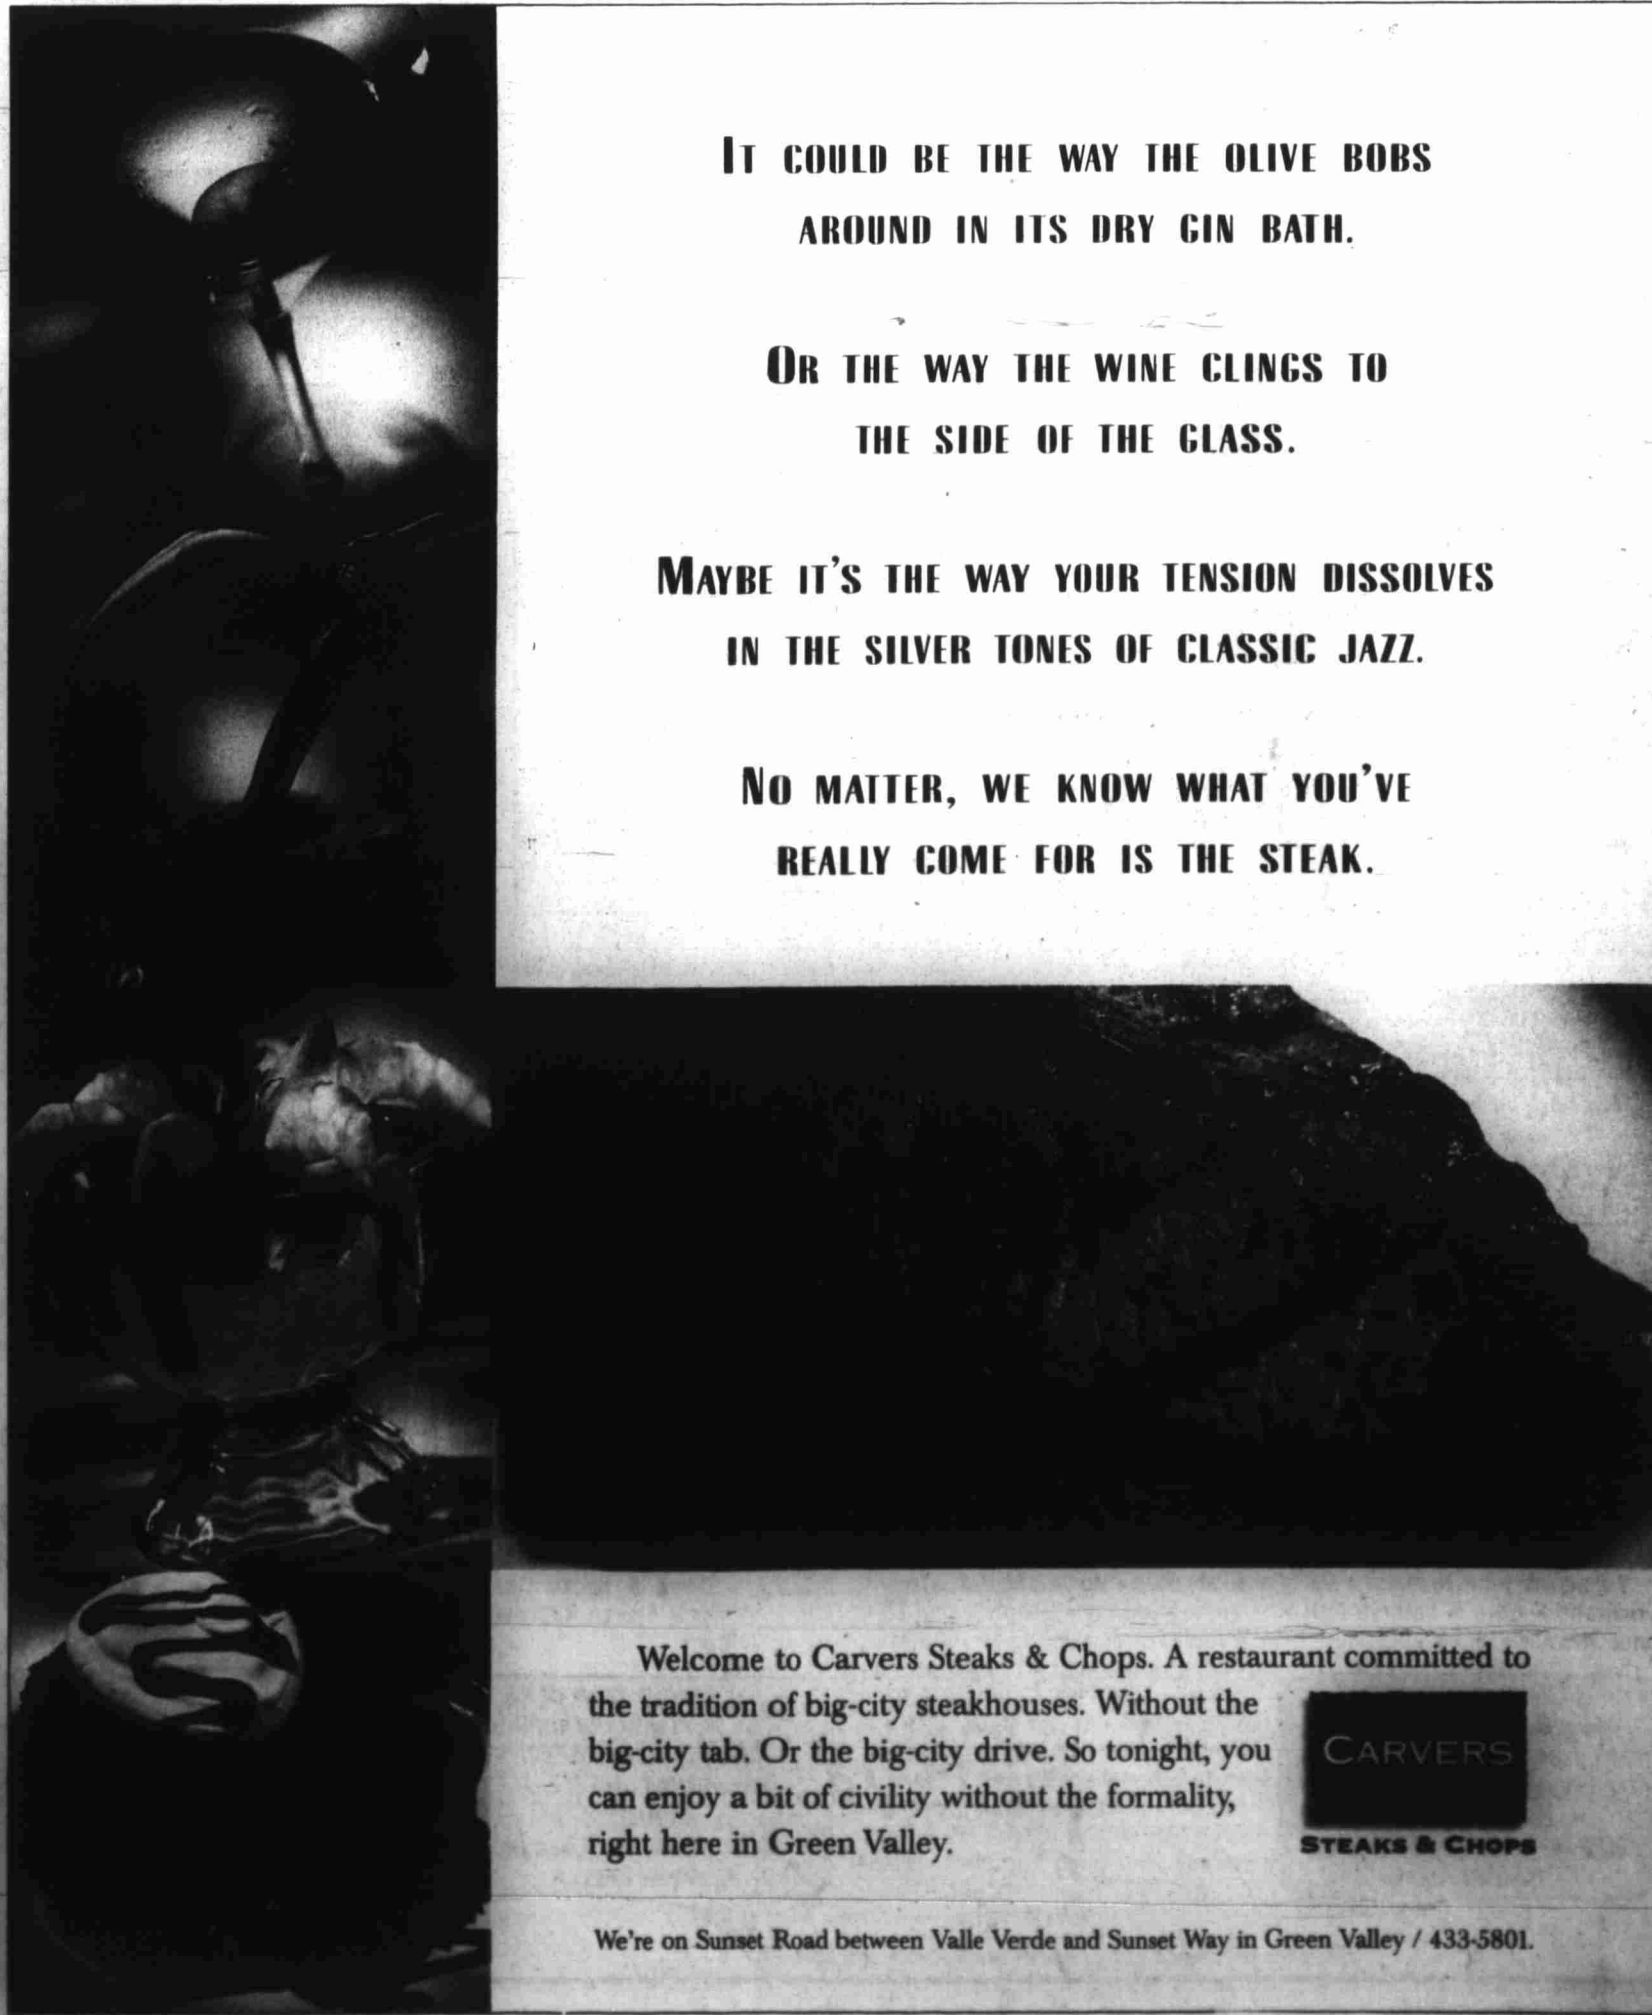 IT COULD BE THE WAY THE OLIVE BOBS
AROUND IN ITS DRY GIN BATH.
OR THE WAY THE WINE CLINGS TO
THE SIDE OF THE GLASS.
MAYBE IT'S THE WAY YOUR TENSION DISSOLVES
IN THE SILVER TONES OF CLASSIC JAZZ.
NO MATTER, WE KNOW WHAT YOU'VE
REALLY COME FOR IS THE STEAK.
Welcome to Carvers Steaks & Chops. A restaurant committed to
the tradition of big-city steakhouses. Without the
big-city tab. Or the big-city drive. So tonight, you
can enjoy a bit of civility without the formality,
right here in Green Valley.
CARVERS
STEAKS & CHOPS
We're on Sunset Road between Valle Verde and Sunset Way in Green Valley / 433-5801.